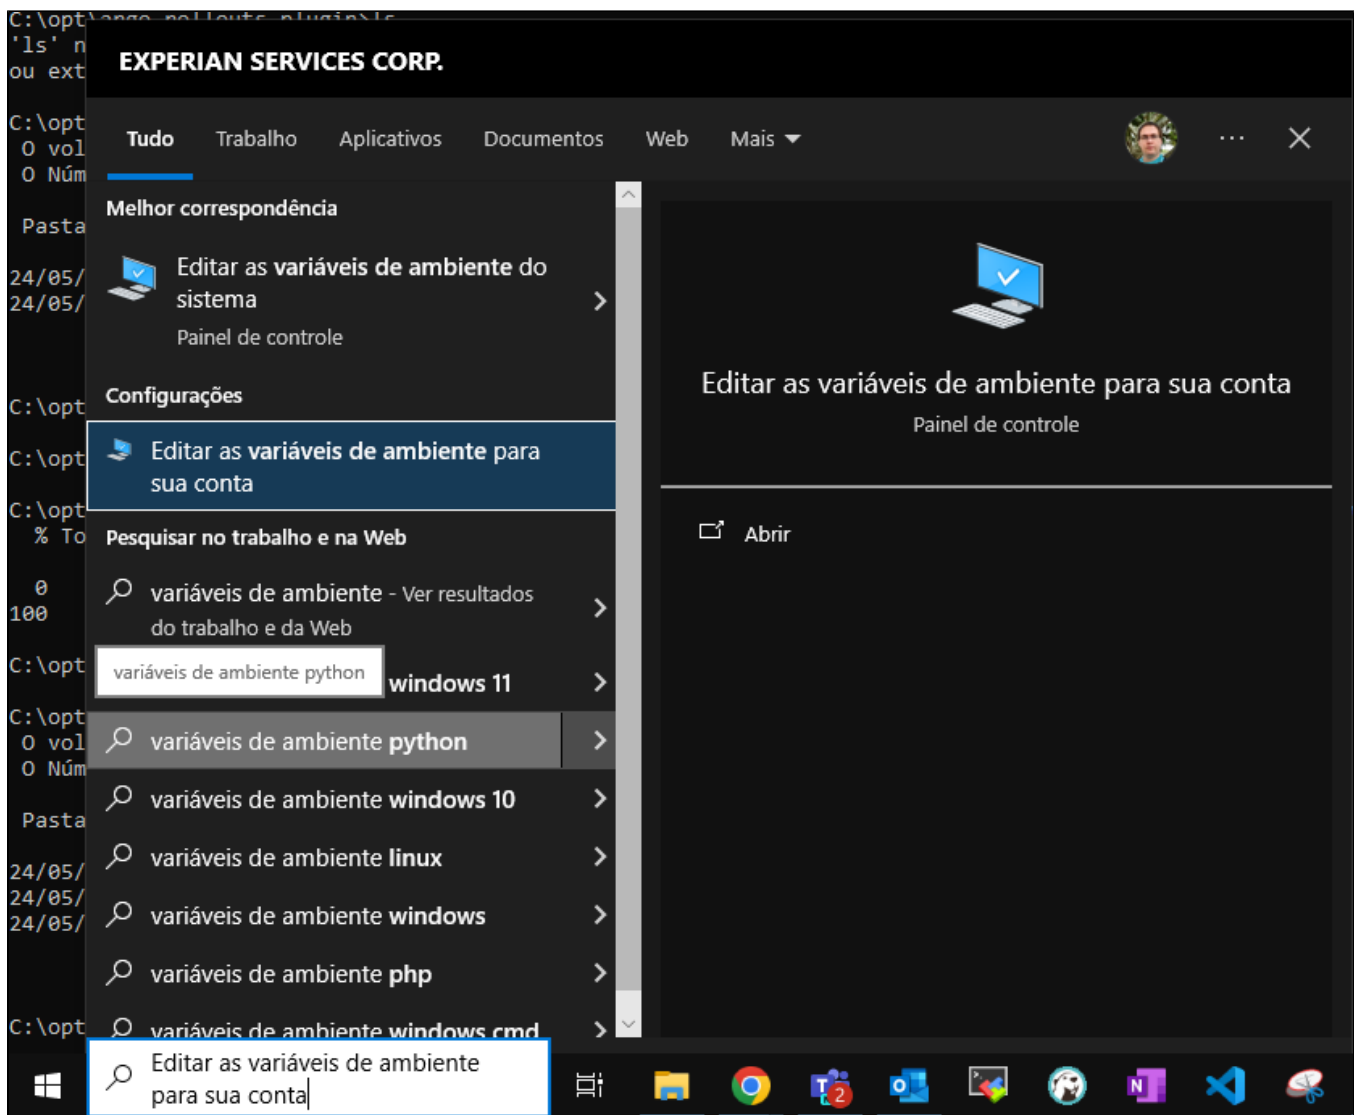 C:\opt\argo-rollouts-plugin>ls
'ls' n
ou ext
C:\opt
O vol
O Núm
Pasta
24/05/
24/05/
C:\opt
C:\opt
C:\opt
% To
0
100
C:\opt
C:\opt
O vol
O Núm
Pasta
24/05/
24/05/
24/05/
C:\opt
EXPERIAN SERVICES CORP.
Tudo Trabalho Aplicativos Documentos Web Mais
Melhor correspondência
Editar as variáveis de ambiente do
sistema
Painel de controle
Configurações
Editar as variáveis de ambiente para
sua conta
Pesquisar no trabalho e na Web
variáveis de ambiente - Ver resultados
do trabalho e da Web
variáveis de ambiente python
windows 11
variáveis de ambiente python
variáveis de ambiente windows 10
variáveis de ambiente linux
variáveis de ambiente windows
variáveis de ambiente php
variáveis de ambiente windows cmd
Editar as variáveis de ambiente
para sua conta
Editar as variáveis de ambiente para sua conta
Painel de controle
Abrir
2